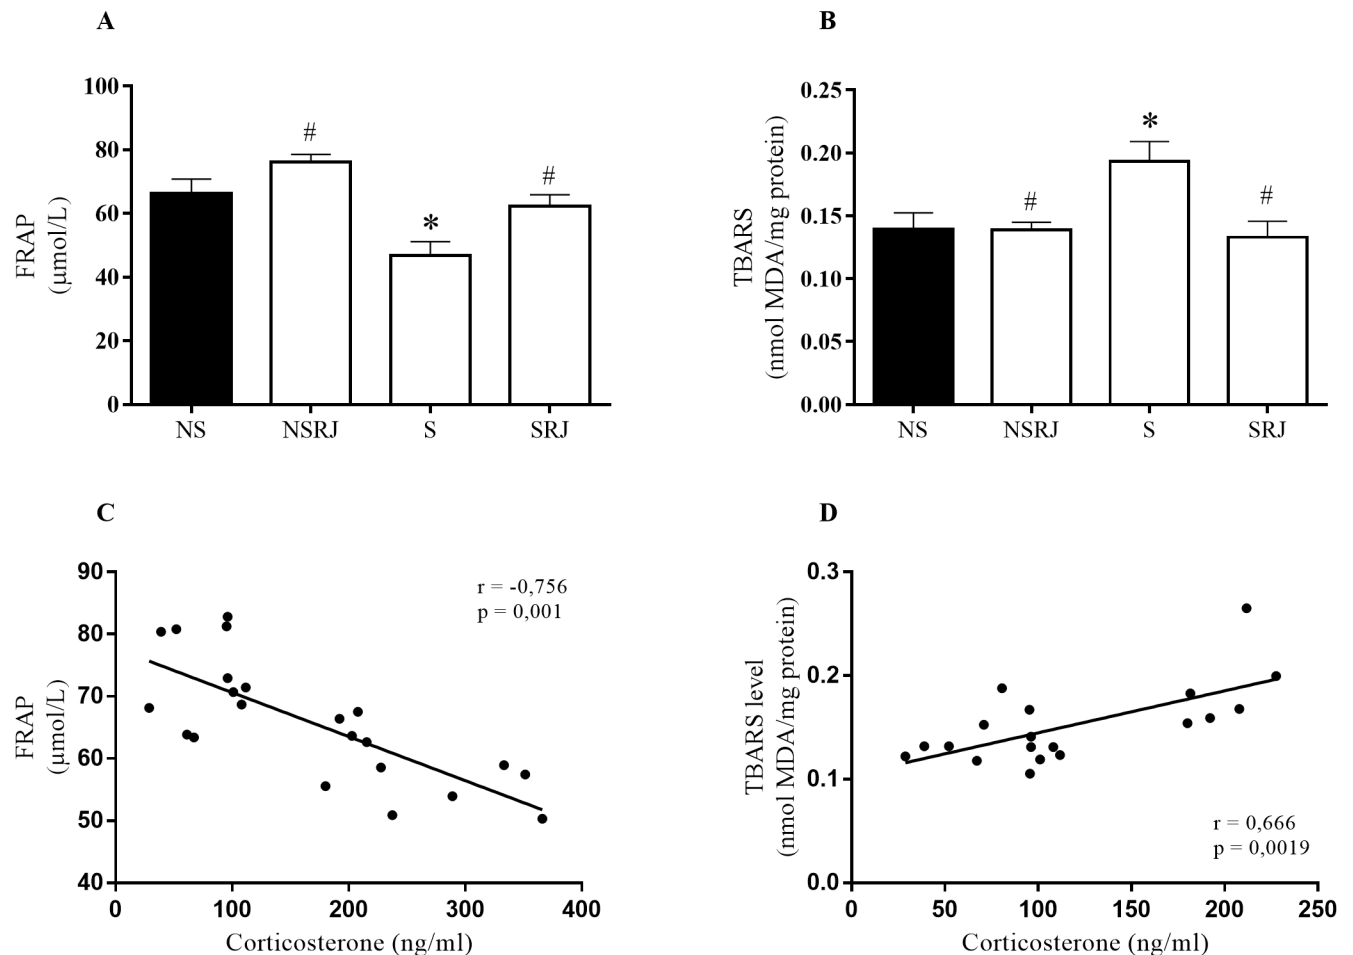 A
FRAP
(µmol/L)
100
80
60
40
20
0
#
*
#
NS NSRJ S SRJ
B
TBARS
(nmol MDA/mg protein)
0.25
0.20
0.15
0.10
0.05
0.00
#
*
#
NS NSRJ S SRJ
C
FRAP
(µmol/L)
90
80
70
60
50
40
r = -0,756
p = 0,001
0 100 200 300 400
Corticosterone (ng/ml)
D
TBARS level
(nmol MDA/mg protein)
0.3
0.2
0.1
0.0
r = 0,666
p = 0,0019
0 50 100 150 200 250
Corticosterone (ng/ml)